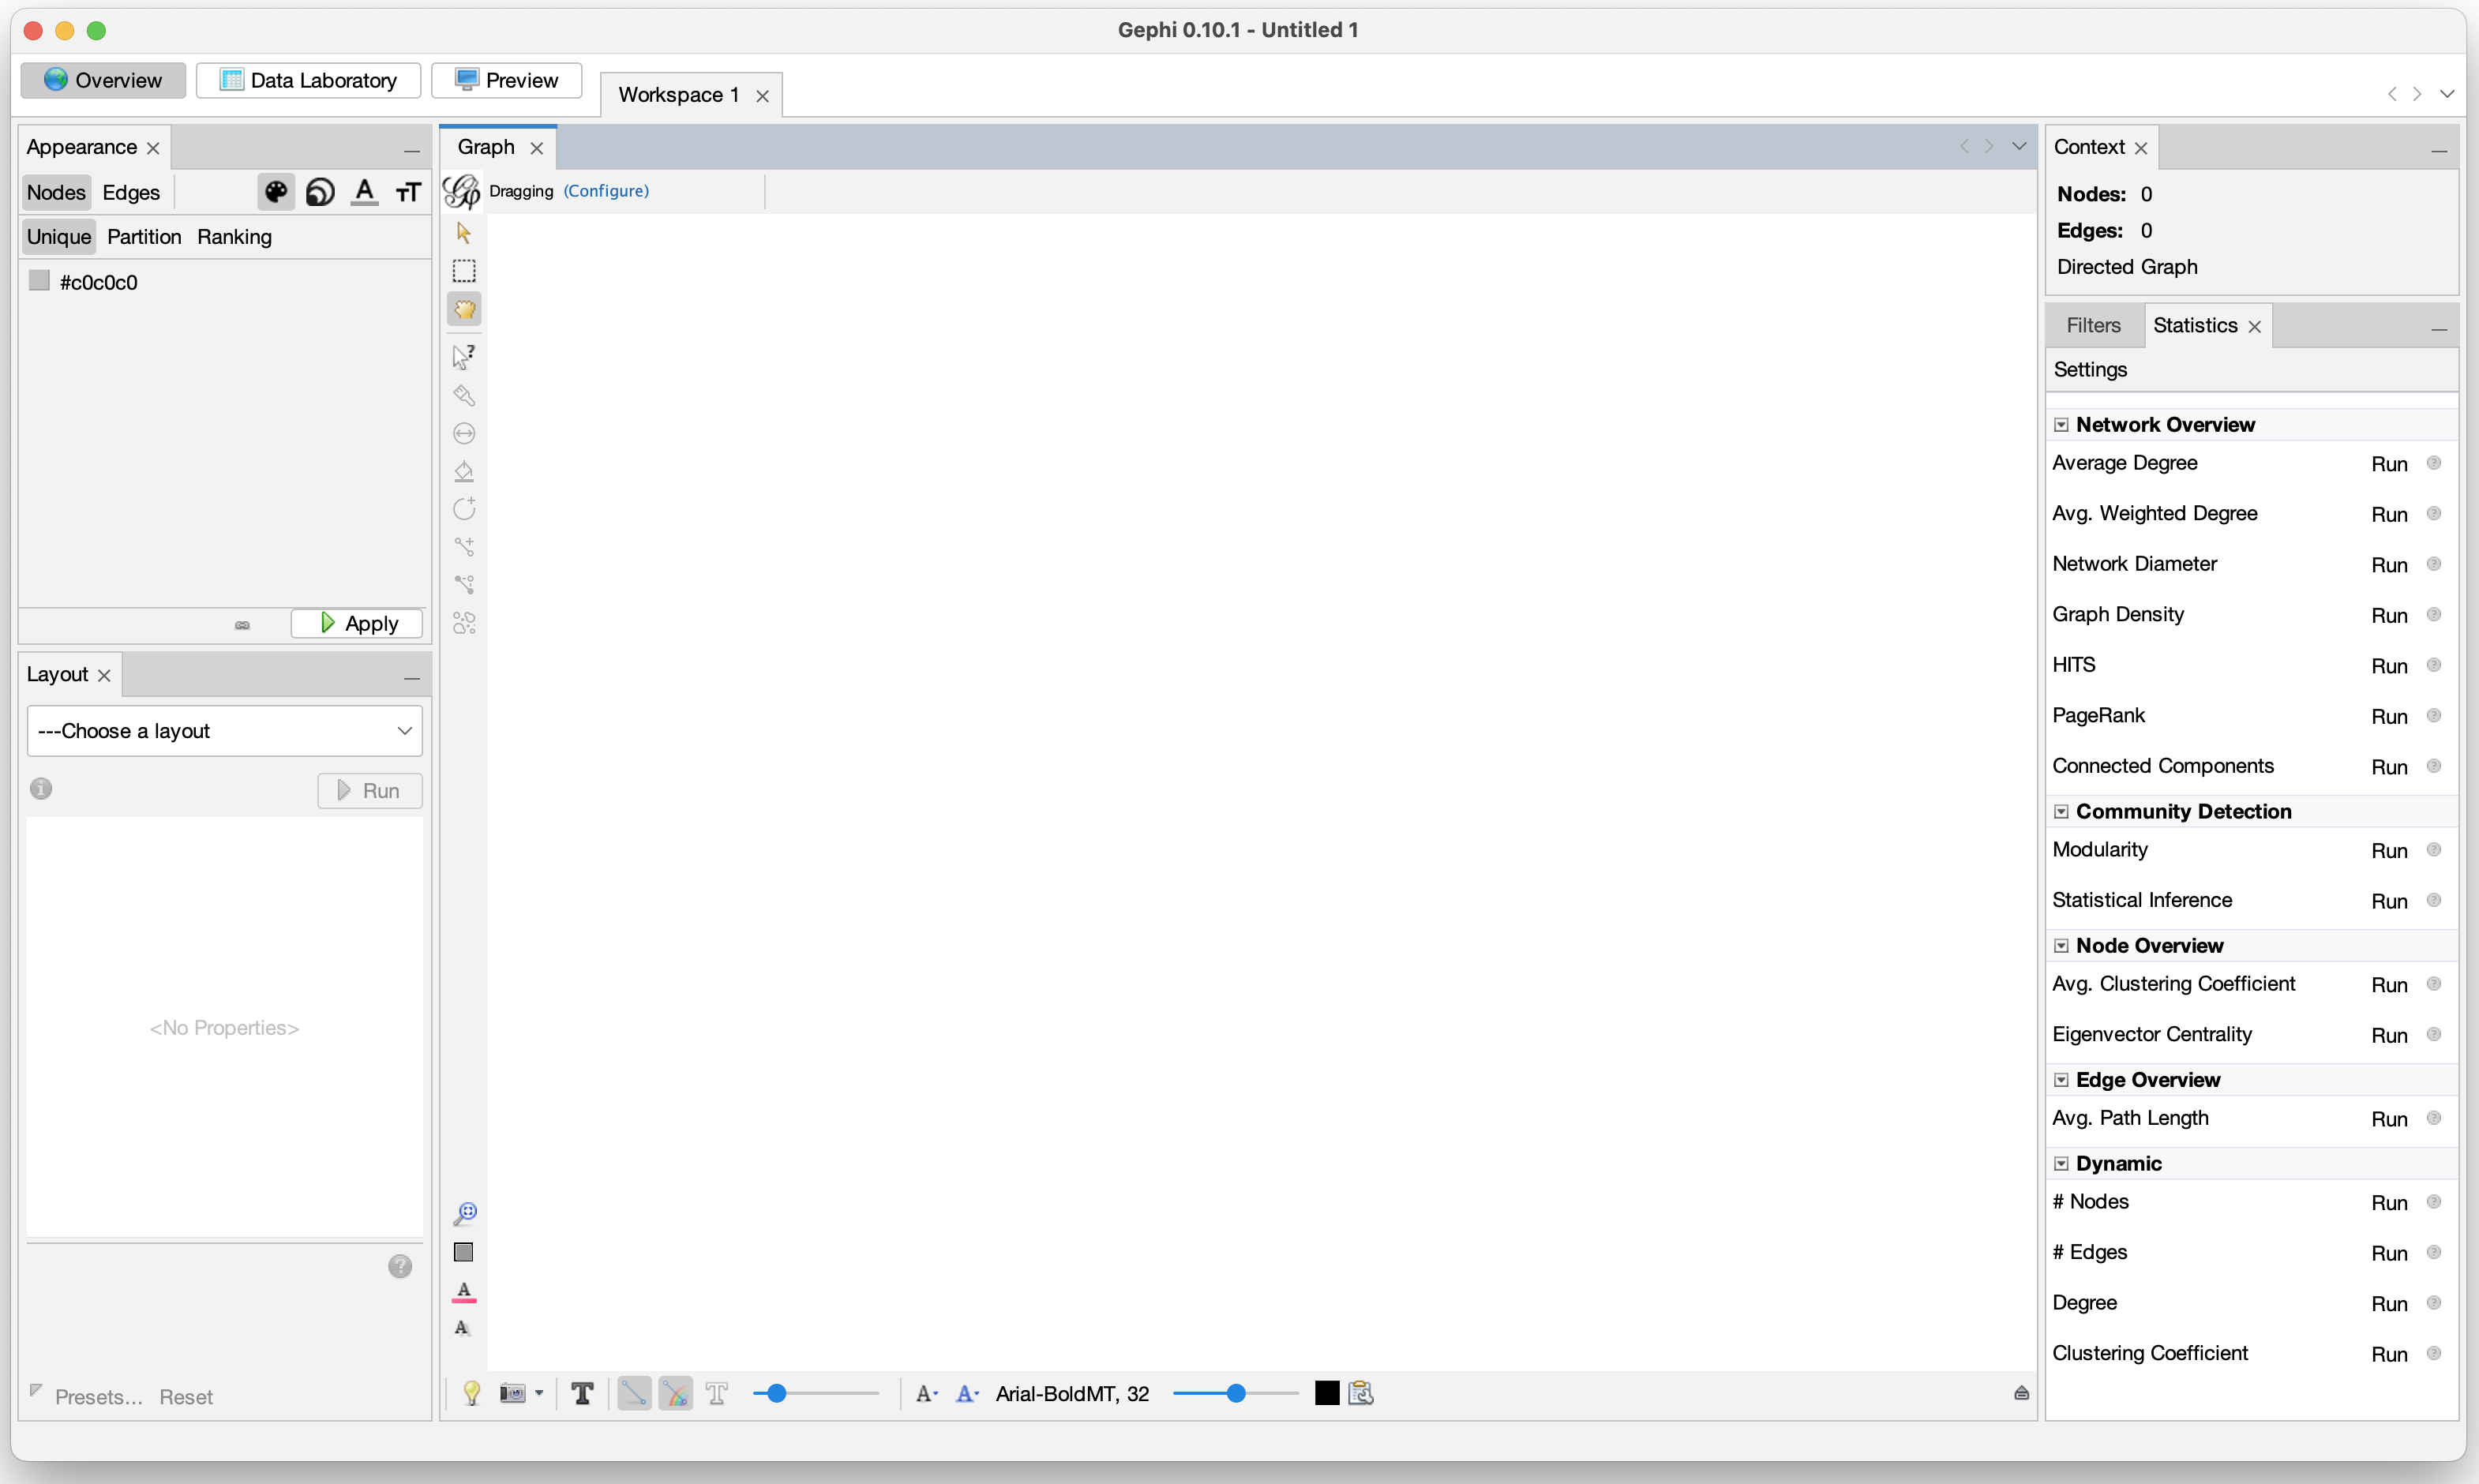 Gephi 0.10.1 - Untitled 1
Overview
Data Laboratory
Preview
Workspace 1
Appearance
Nodes
Edges
Unique
Partition
Ranking
#c0c0c0
Apply
Layout
---Choose a layout
Run
<No Properties>
Presets...
Reset
Graph
Dragging (Configure)
Arial-BoldMT, 32
Context
Nodes: 0
Edges: 0
Directed Graph
Filters
Statistics
Settings
Network Overview
Average Degree Run
Avg. Weighted Degree Run
Network Diameter Run
Graph Density Run
HITS Run
PageRank Run
Connected Components Run
Community Detection
Modularity Run
Statistical Inference Run
Node Overview
Avg. Clustering Coefficient Run
Eigenvector Centrality Run
Edge Overview
Avg. Path Length Run
Dynamic
# Nodes Run
# Edges Run
Degree Run
Clustering Coefficient Run